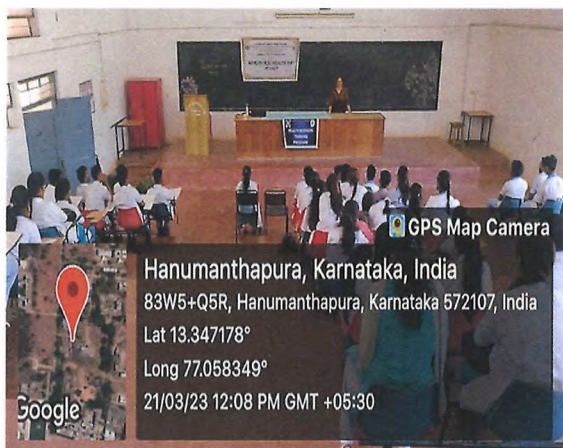 GPS Map Camera
Hanumanthapura, Karnataka, India
83W5+Q5R, Hanumanthapura, Karnataka 572107, India
Lat 13.347178°
Long 77.058349°
21/03/23 12:08 PM GMT +05:30
Google